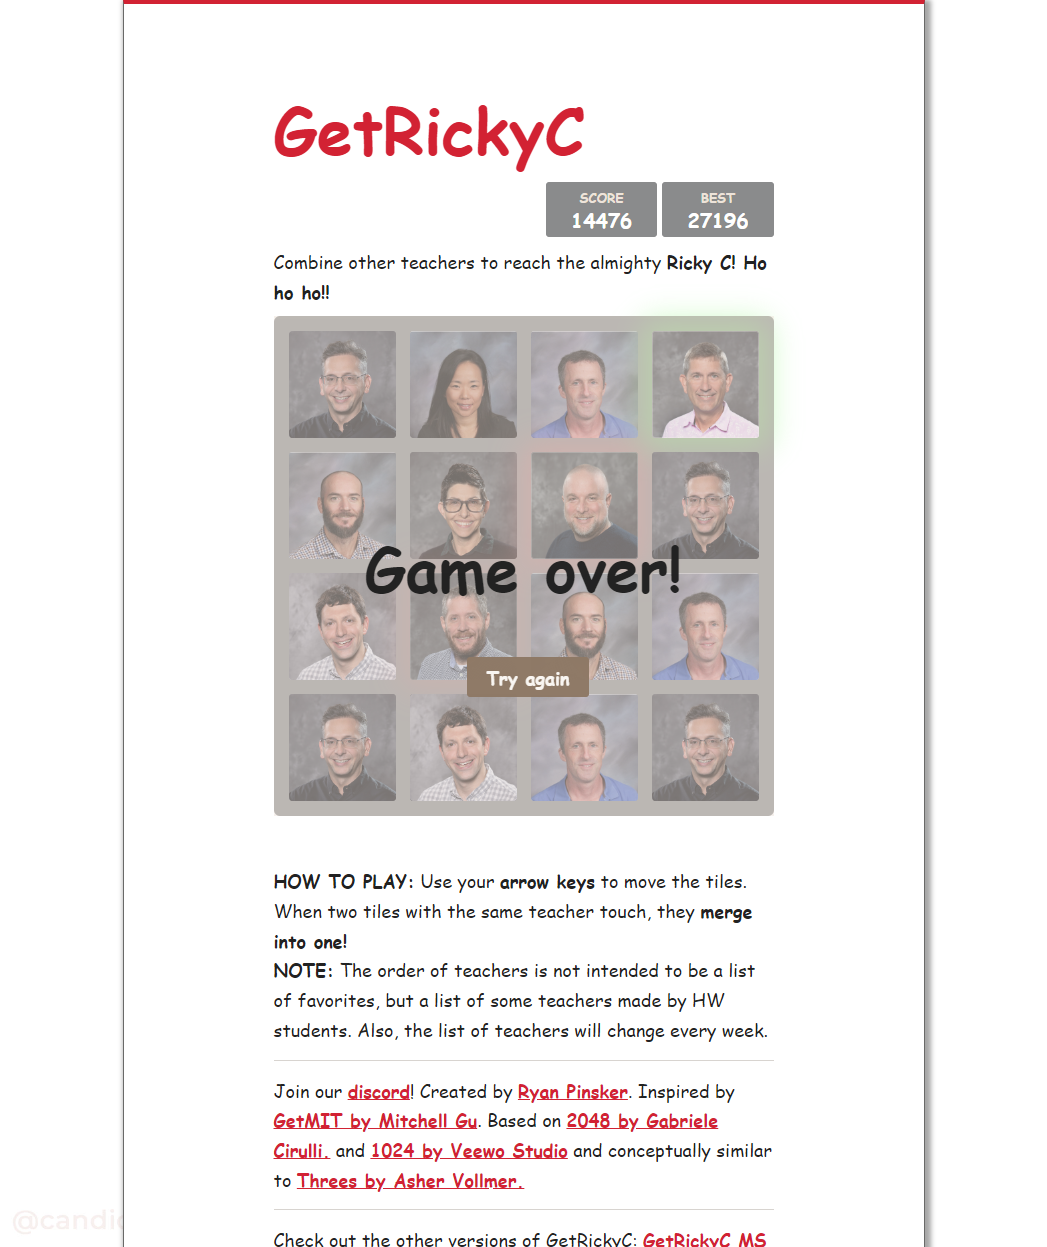 GetRickyC
SCORE BEST
14476 27196
Combine other teachers to reach the almighty Ricky C! Ho
ho ho!!
Game over!
Try again
HOW TO PLAY: Use your arrow keys to move the tiles.
When two tiles with the same teacher touch, they merge
into one!
NOTE: The order of teachers is not intended to be a list
of favorites, but a list of some teachers made by HW
students. Also, the list of teachers will change every week.
Join our discord! Created by Ryan Pinsker. Inspired by
GetMIT by Mitchell Gu. Based on 2048 by Gabriele
Cirulli. and 1024 by Veewo Studio and conceptually similar
to Threes by Asher Vollmer.
@candic
Check out the other versions of GetRickyC: GetRickyC MS